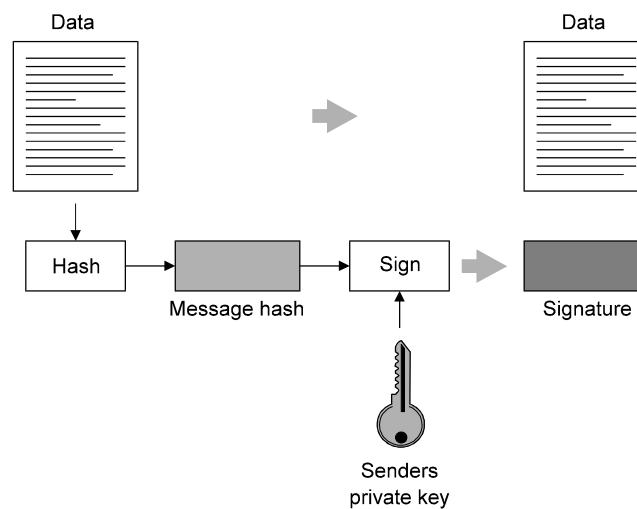 Data
Data
Hash
Sign
Message hash
Signature
Senders
private key